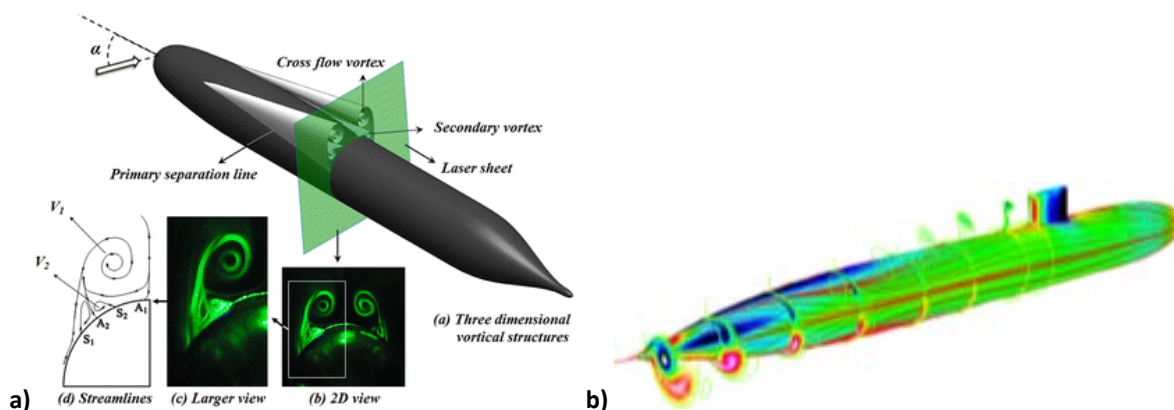 α
Cross flow vortex
Secondary vortex
Laser sheet
Primary separation line
V₁
V₂
S₂ A₁
A₂
S₁
(a) Three dimensional
vortical structures
(d) Streamlines (c) Larger view (b) 2D view
a) b)